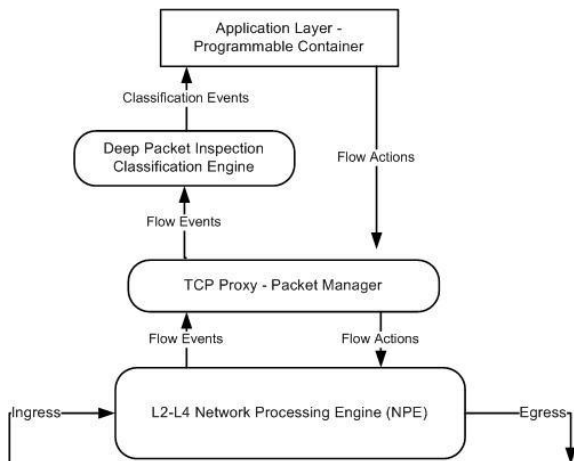 Application Layer -
Programmable Container
Classification Events
Deep Packet Inspection
Classification Engine
Flow Actions
Flow Events
TCP Proxy - Packet Manager
Flow Events
Flow Actions
Ingress
L2-L4 Network Processing Engine (NPE)
Egress